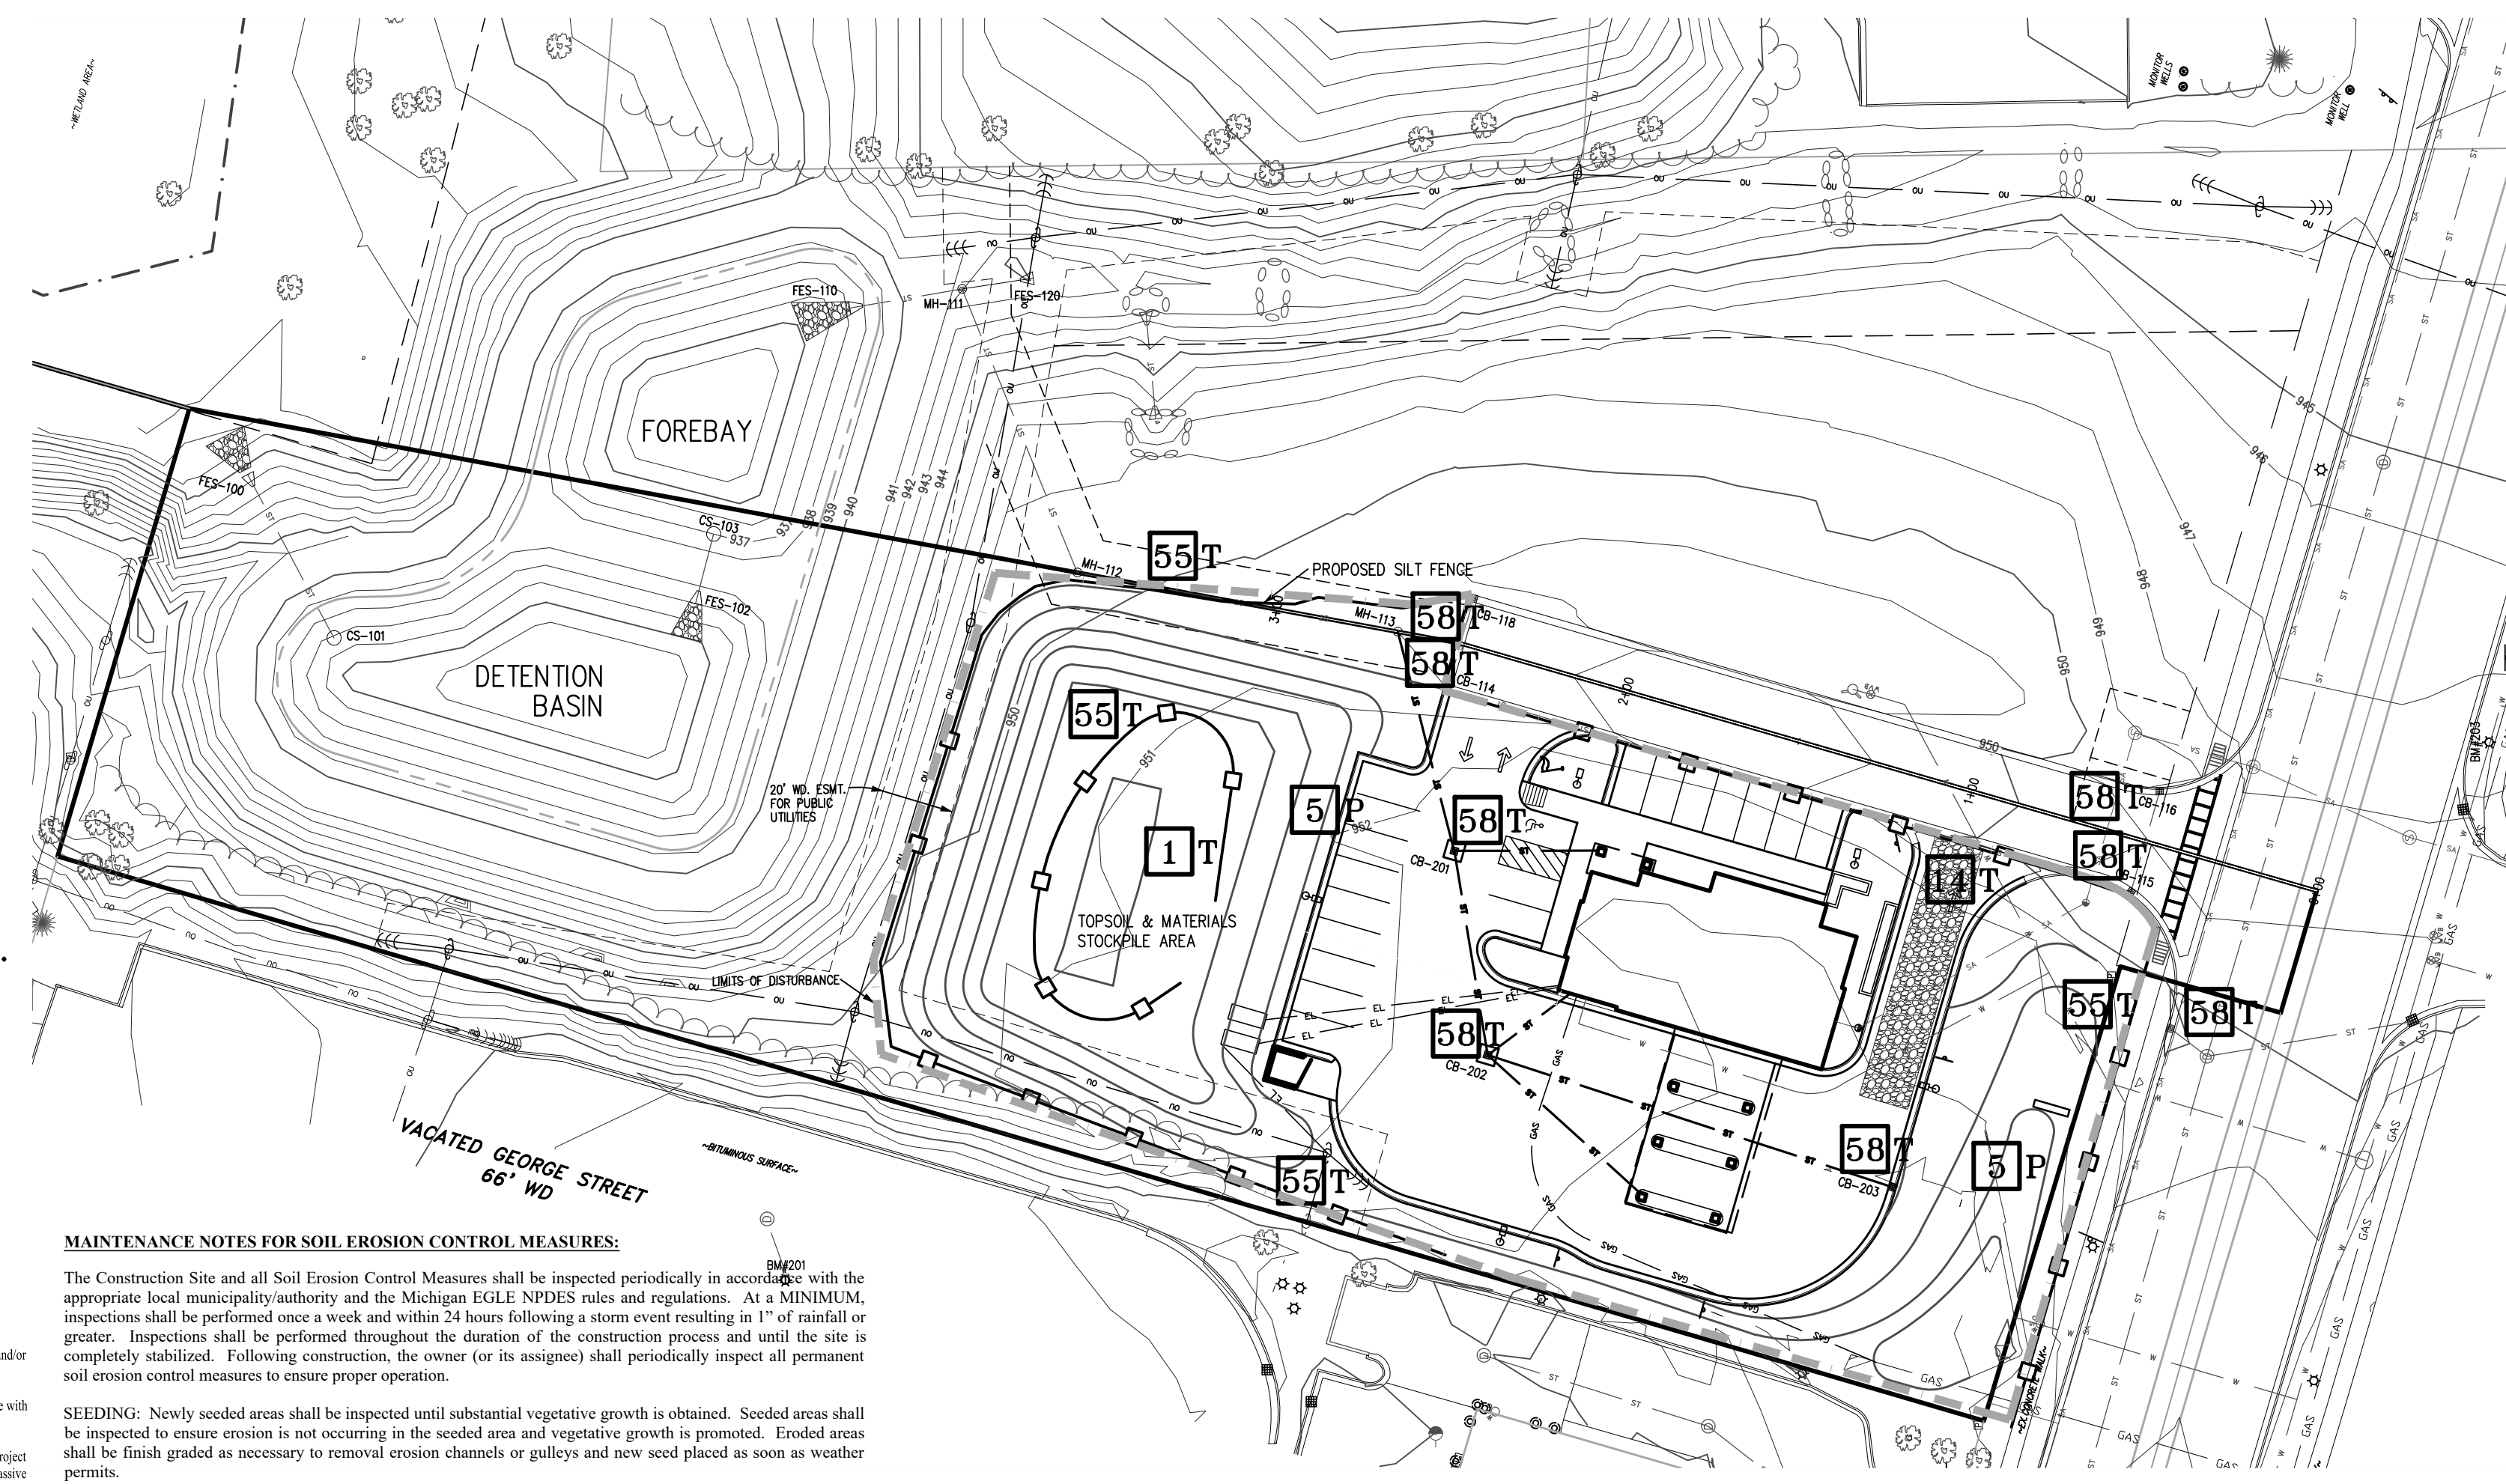 ~WETLAND AREA~
MONITOR
WELLS
MONITOR
WELL
FES-110
MH-111
FES-120
FOREBAY
FES-100
CS-103
937
937
938
939
940
941
942
943
944
945
946
947
948
949
950
950
MH-112
55 T
PROPOSED SILT FENCE
3+00
MH-113
58 T
CB-118
58 T
CB-114
2+00
FES-102
CS-101
DETENTION
BASIN
55 T
950
951
20' WD. ESMT.
FOR PUBLIC
UTILITIES
5 P
952
1 T
58 T
CB-201
1+00
58 T
CB-116
58 T
CB-115
14 T
0+00
BM#203
TOPSOIL & MATERIALS
STOCKPILE AREA
LIMITS OF DISTURBANCE
55 T
58 T
58 T
CB-202
58 T
CB-203
5 P
55 T
VACATED GEORGE STREET
66' WD
~BITUMINOUS SURFACE~
~EX. CONCRETE WALK~
BM#201
MAINTENANCE NOTES FOR SOIL EROSION CONTROL MEASURES:
The Construction Site and all Soil Erosion Control Measures shall be inspected periodically in accordance with the
appropriate local municipality/authority and the Michigan EGLE NPDES rules and regulations. At a MINIMUM,
inspections shall be performed once a week and within 24 hours following a storm event resulting in 1” of rainfall or
greater. Inspections shall be performed throughout the duration of the construction process and until the site is
completely stabilized. Following construction, the owner (or its assignee) shall periodically inspect all permanent
soil erosion control measures to ensure proper operation.
SEEDING: Newly seeded areas shall be inspected until substantial vegetative growth is obtained. Seeded areas shall
be inspected to ensure erosion is not occurring in the seeded area and vegetative growth is promoted. Eroded areas
shall be finish graded as necessary to removal erosion channels or gulleys and new seed placed as soon as weather
permits.